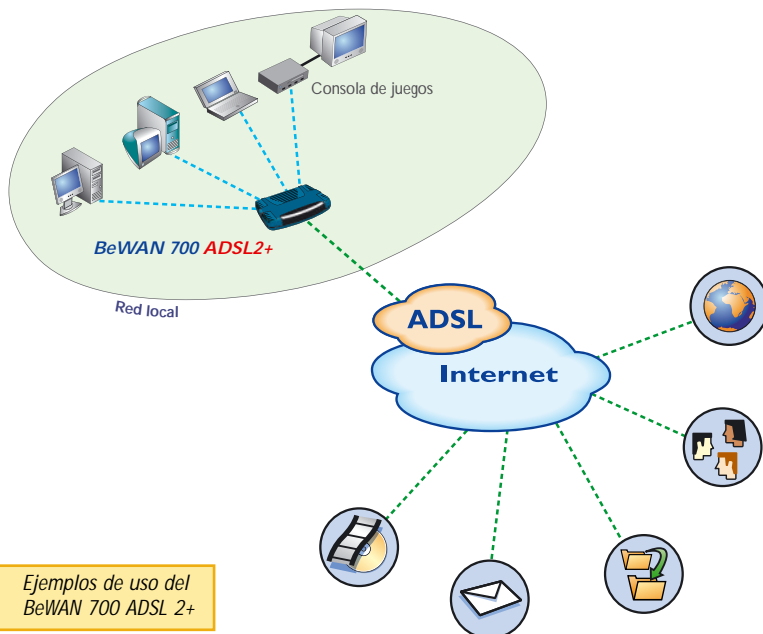 Consola de juegos
BeWAN 700 ADSL2+
Red local
ADSL
Internet
Ejemplos de uso del
BeWAN 700 ADSL 2+